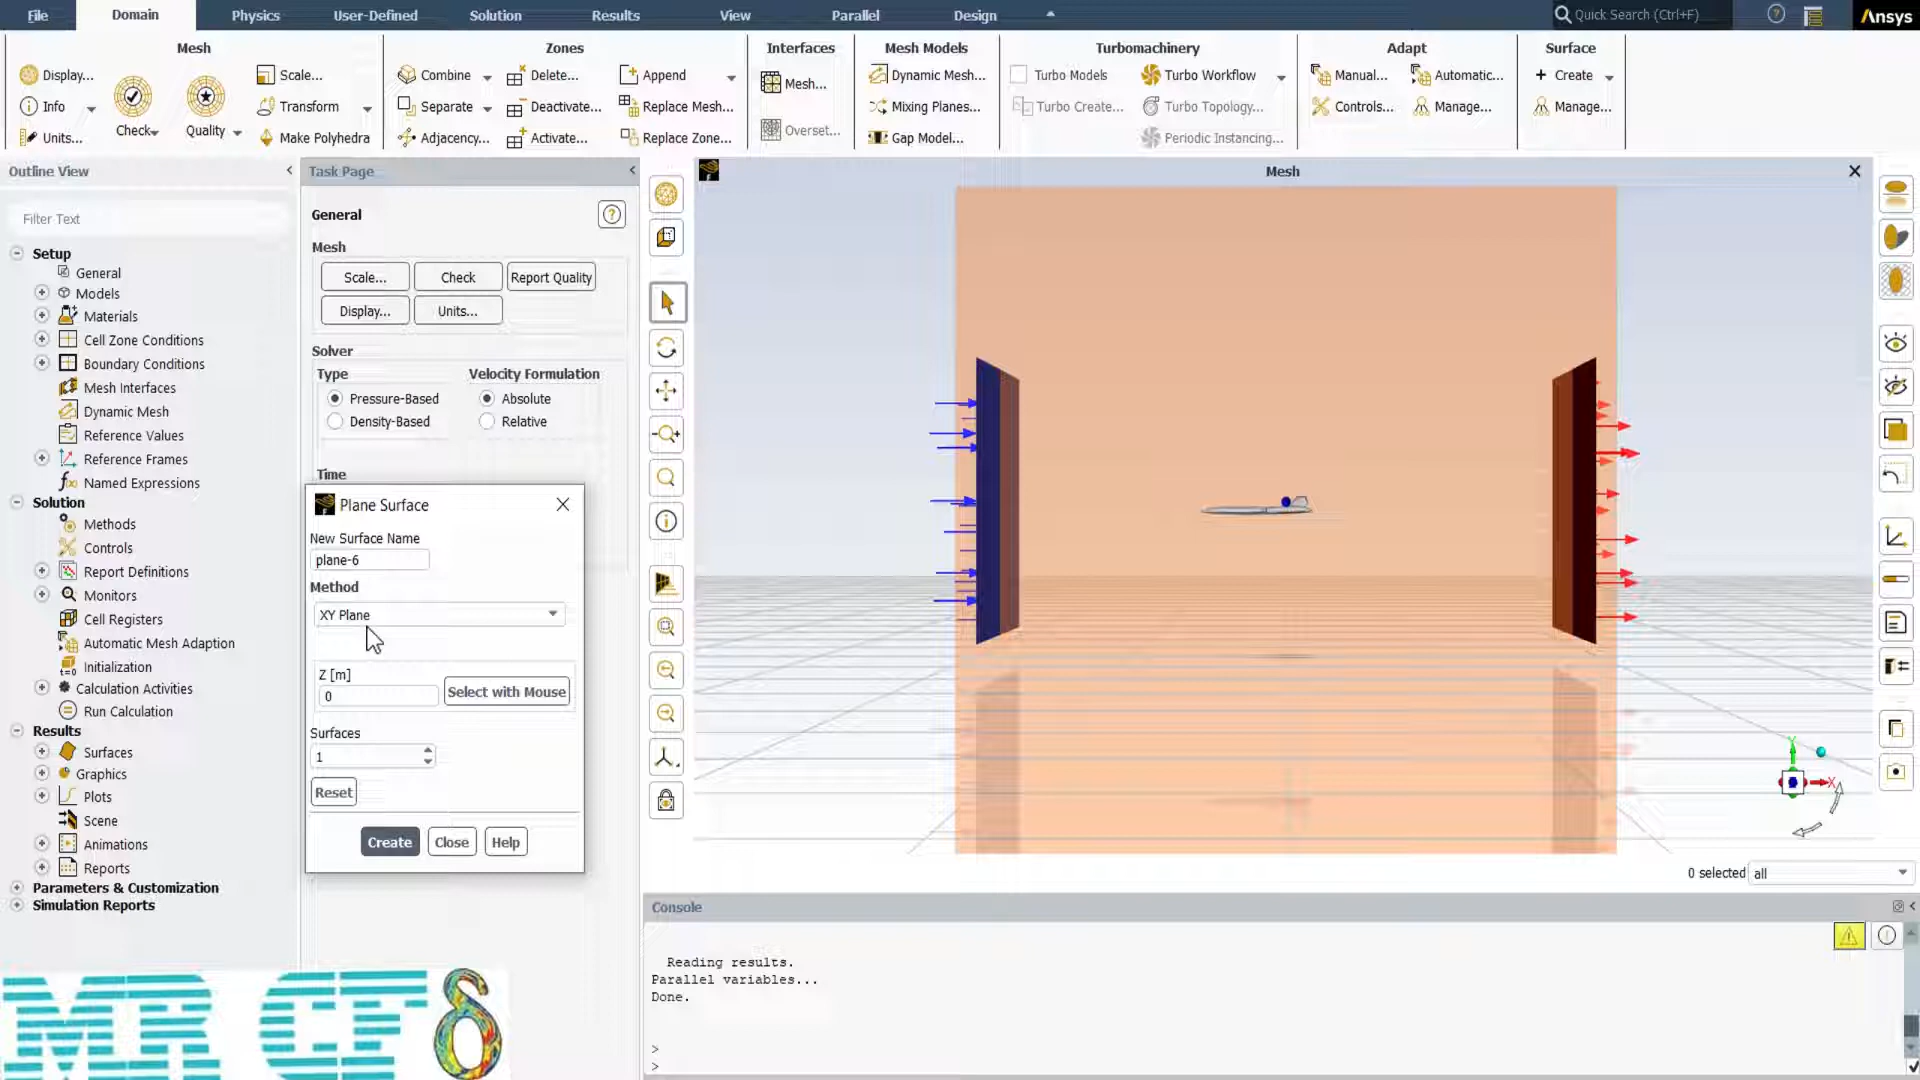 File
Domain
Physics
User-Defined
Solution
Results
View
Parallel
Design
Quick Search (Ctrl+F)
Ansys
Mesh
Display...
Info
Units...
Check
Quality
Scale...
Transform
Make Polyhedra
Zones
Combine
Separate
Adjacency...
Delete...
Deactivate...
Activate...
Append
Replace Mesh...
Replace Zone...
Interfaces
Mesh...
Overset...
Mesh Models
Dynamic Mesh...
Mixing Planes...
Gap Model...
Turbomachinery
Turbo Models
Turbo Create...
Turbo Workflow
Turbo Topology...
Periodic Instancing...
Adapt
Manual...
Controls...
Automatic...
Manage...
Surface
Create
Manage...
Outline View
Filter Text
Setup
General
Models
Materials
Cell Zone Conditions
Boundary Conditions
Mesh Interfaces
Dynamic Mesh
Reference Values
Reference Frames
Named Expressions
Solution
Methods
Controls
Report Definitions
Monitors
Cell Registers
Automatic Mesh Adaption
Initialization
Calculation Activities
Run Calculation
Results
Surfaces
Graphics
Plots
Scene
Animations
Reports
Parameters & Customization
Simulation Reports
Task Page
General
Mesh
Scale...
Check
Report Quality
Display...
Units...
Solver
Type
Pressure-Based
Density-Based
Velocity Formulation
Absolute
Relative
Time
Plane Surface
New Surface Name
plane-6
Method
XY Plane
Z [m]
0
Select with Mouse
Surfaces
1
Reset
Create
Close
Help
Mesh
Y
X
0 selected
all
Console
Reading results.
Parallel variables...
Done.
>
>
MR CFδ